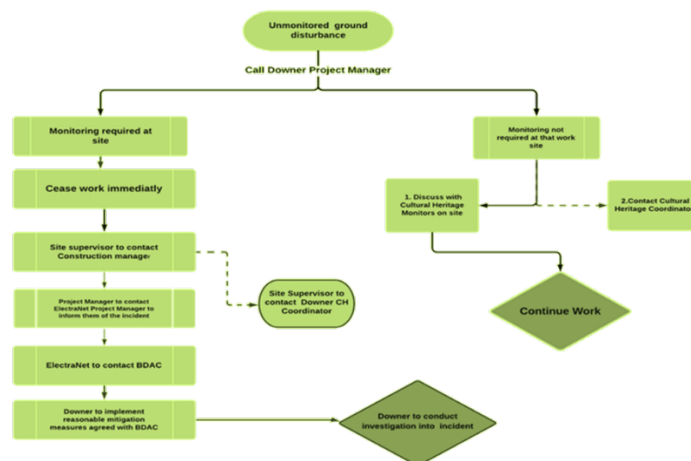 Unmonitored ground
disturbance
Call Downer Project Manager
Monitoring required at
site
Monitoring not
required at that work
site
Cease work immediatly
1. Discuss with
Cultural Heritage
Monitors on site
2.Contact Cultural
Heritage Coordinator
Site supervisor to contact
Construction manager
Site Supervisor to
contact Downer CH
Coordinator
Project Manager to contact
ElectraNet Project Manager to
inform them of the incident
Continue Work
ElectraNet to contact BDAC
Downer to implement
reasonable mitigation
measures agreed with BDAC
Downer to conduct
investigation into incident